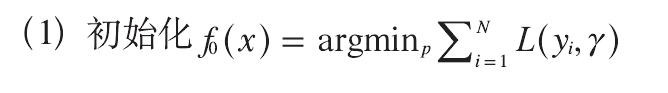 (1) 初始化 f₀(x) = argminₚ∑ᵢ₌₁ᴺ L(yᵢ,γ)